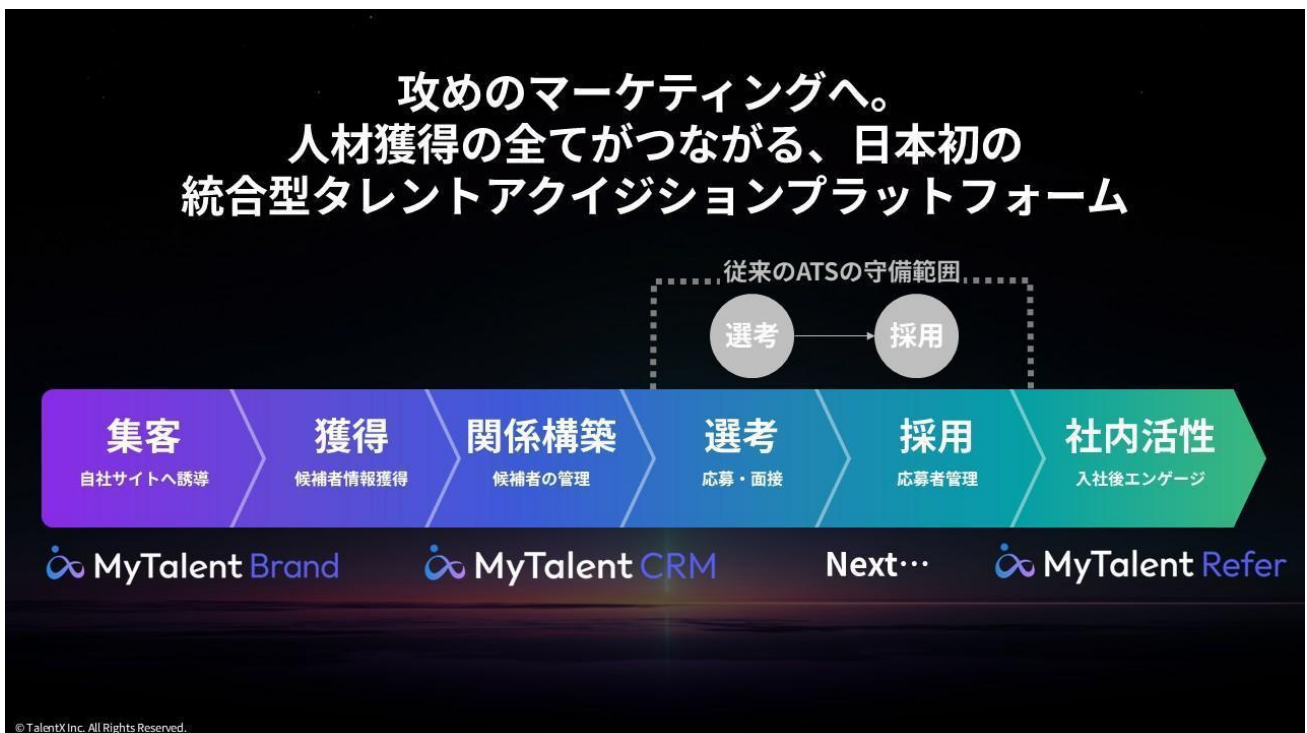 攻めのマーケティングへ。
人材獲得の全てがつながる、日本初の
統合型タレントアクイジションプラットフォーム
従来のATSの守備範囲
選考
採用
集客
自社サイトへ誘導
獲得
候補者情報獲得
関係構築
候補者の管理
選考
応募・面接
採用
応募者管理
社内活性
入社後エンゲージ
MyTalent Brand
MyTalent CRM
Next…
MyTalent Refer
© TalentX Inc. All Rights Reserved.